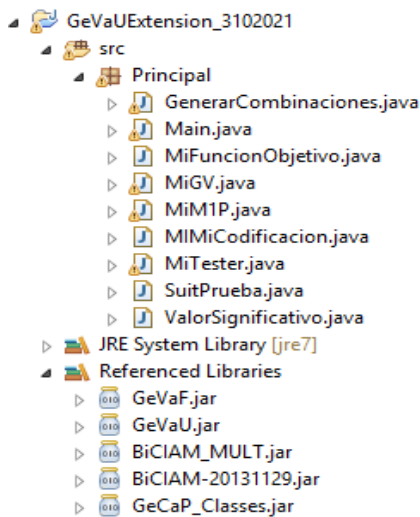 GeVaUExtension_3102021
src
Principal
GenerarCombinaciones.java
Main.java
MiFuncionObjetivo.java
MiGV.java
MiM1P.java
MIMiCodificacion.java
MiTester.java
SuitPrueba.java
ValorSignificativo.java
JRE System Library [jre7]
Referenced Libraries
GeVaF.jar
GeVaU.jar
BiCIAM_MULT.jar
BiCIAM-20131129.jar
GeCaP_Classes.jar